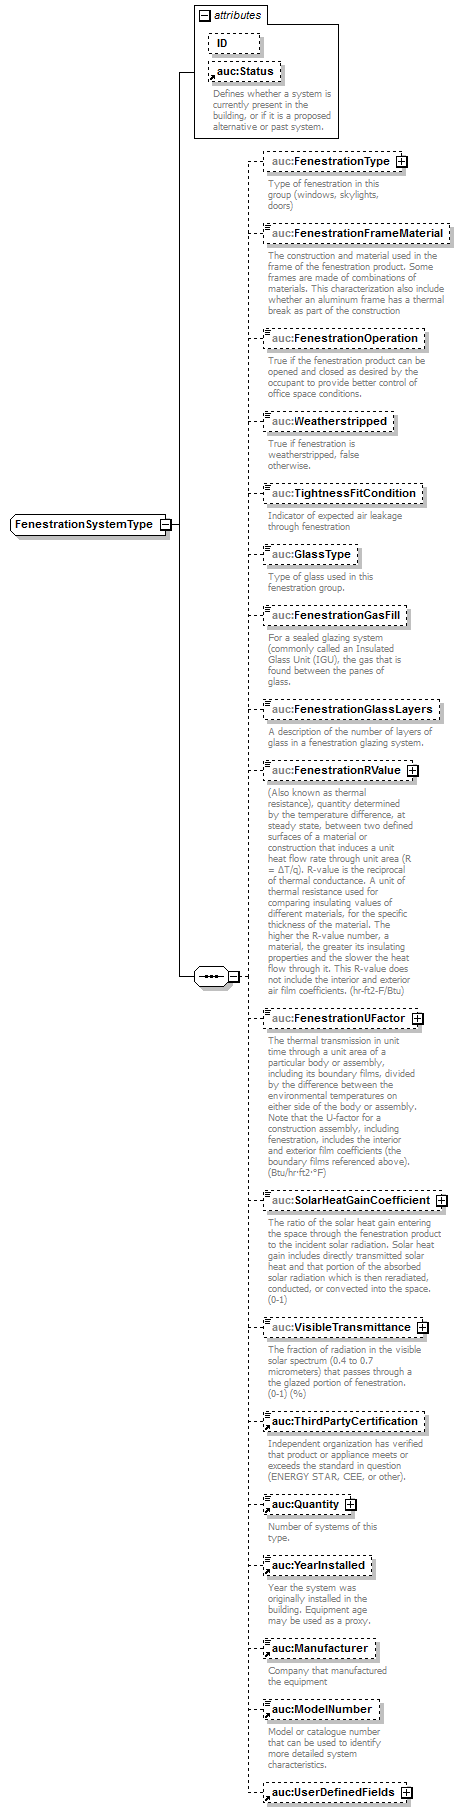 attributes
ID
auc:Status
Defines whether a system is
currently present in the
building, or if it is a proposed
alternative or past system.
auc:FenestrationType
Type of fenestration in this
group (windows, skylights,
doors)
auc:FenestrationFrameMaterial
The construction and material used in the
frame of the fenestration product. Some
frames are made of combinations of
materials. This characterization also include
whether an aluminum frame has a thermal
break as part of the construction
auc:FenestrationOperation
True if the fenestration product can be
opened and closed as desired by the
occupant to provide better control of
office space conditions.
auc:Weatherstripped
True if fenestration is
weatherstripped, false
otherwise.
auc:TightnessFitCondition
Indicator of expected air leakage
through fenestration
FenestrationSystemType
auc:GlassType
Type of glass used in this
fenestration group.
auc:FenestrationGasFill
For a sealed glazing system
(commonly called an Insulated
Glass Unit (IGU), the gas that is
found between the panes of
glass.
auc:FenestrationGlassLayers
A description of the number of layers of
glass in a fenestration glazing system.
auc:FenestrationRValue
(Also known as thermal
resistance), quantity determined
by the temperature difference, at
steady state, between two defined
surfaces of a material or
construction that induces a unit
heat flow rate through unit area (R
= ΔT/q). R-value is the reciprocal
of thermal conductance. A unit of
thermal resistance used for
comparing insulating values of
different materials, for the specific
thickness of the material. The
higher the R-value number, a
material, the greater its insulating
properties and the slower the heat
flow through it. This R-value does
not include the interior and exterior
air film coefficients. (hr-ft2-F/Btu)
auc:FenestrationUFactor
The thermal transmission in unit
time through a unit area of a
particular body or assembly,
including its boundary films, divided
by the difference between the
environmental temperatures on
either side of the body or assembly.
Note that the U-factor for a
construction assembly, including
fenestration, includes the interior
and exterior film coefficients (the
boundary films referenced above).
(Btu/hr·ft2·°F)
auc:SolarHeatGainCoefficient
The ratio of the solar heat gain entering
the space through the fenestration product
to the incident solar radiation. Solar heat
gain includes directly transmitted solar
heat and that portion of the absorbed
solar radiation which is then reradiated,
conducted, or convected into the space.
(0-1)
auc:VisibleTransmittance
The fraction of radiation in the visible
solar spectrum (0.4 to 0.7
micrometers) that passes through a
the glazed portion of fenestration.
(0-1) (%)
auc:ThirdPartyCertification
Independent organization has verified
that product or appliance meets or
exceeds the standard in question
(ENERGY STAR, CEE, or other).
auc:Quantity
Number of systems of this
type.
auc:YearInstalled
Year the system was
originally installed in the
building. Equipment age
may be used as a proxy.
auc:Manufacturer
Company that manufactured
the equipment
auc:ModelNumber
Model or catalogue number
that can be used to identify
more detailed system
characteristics.
auc:UserDefinedFields